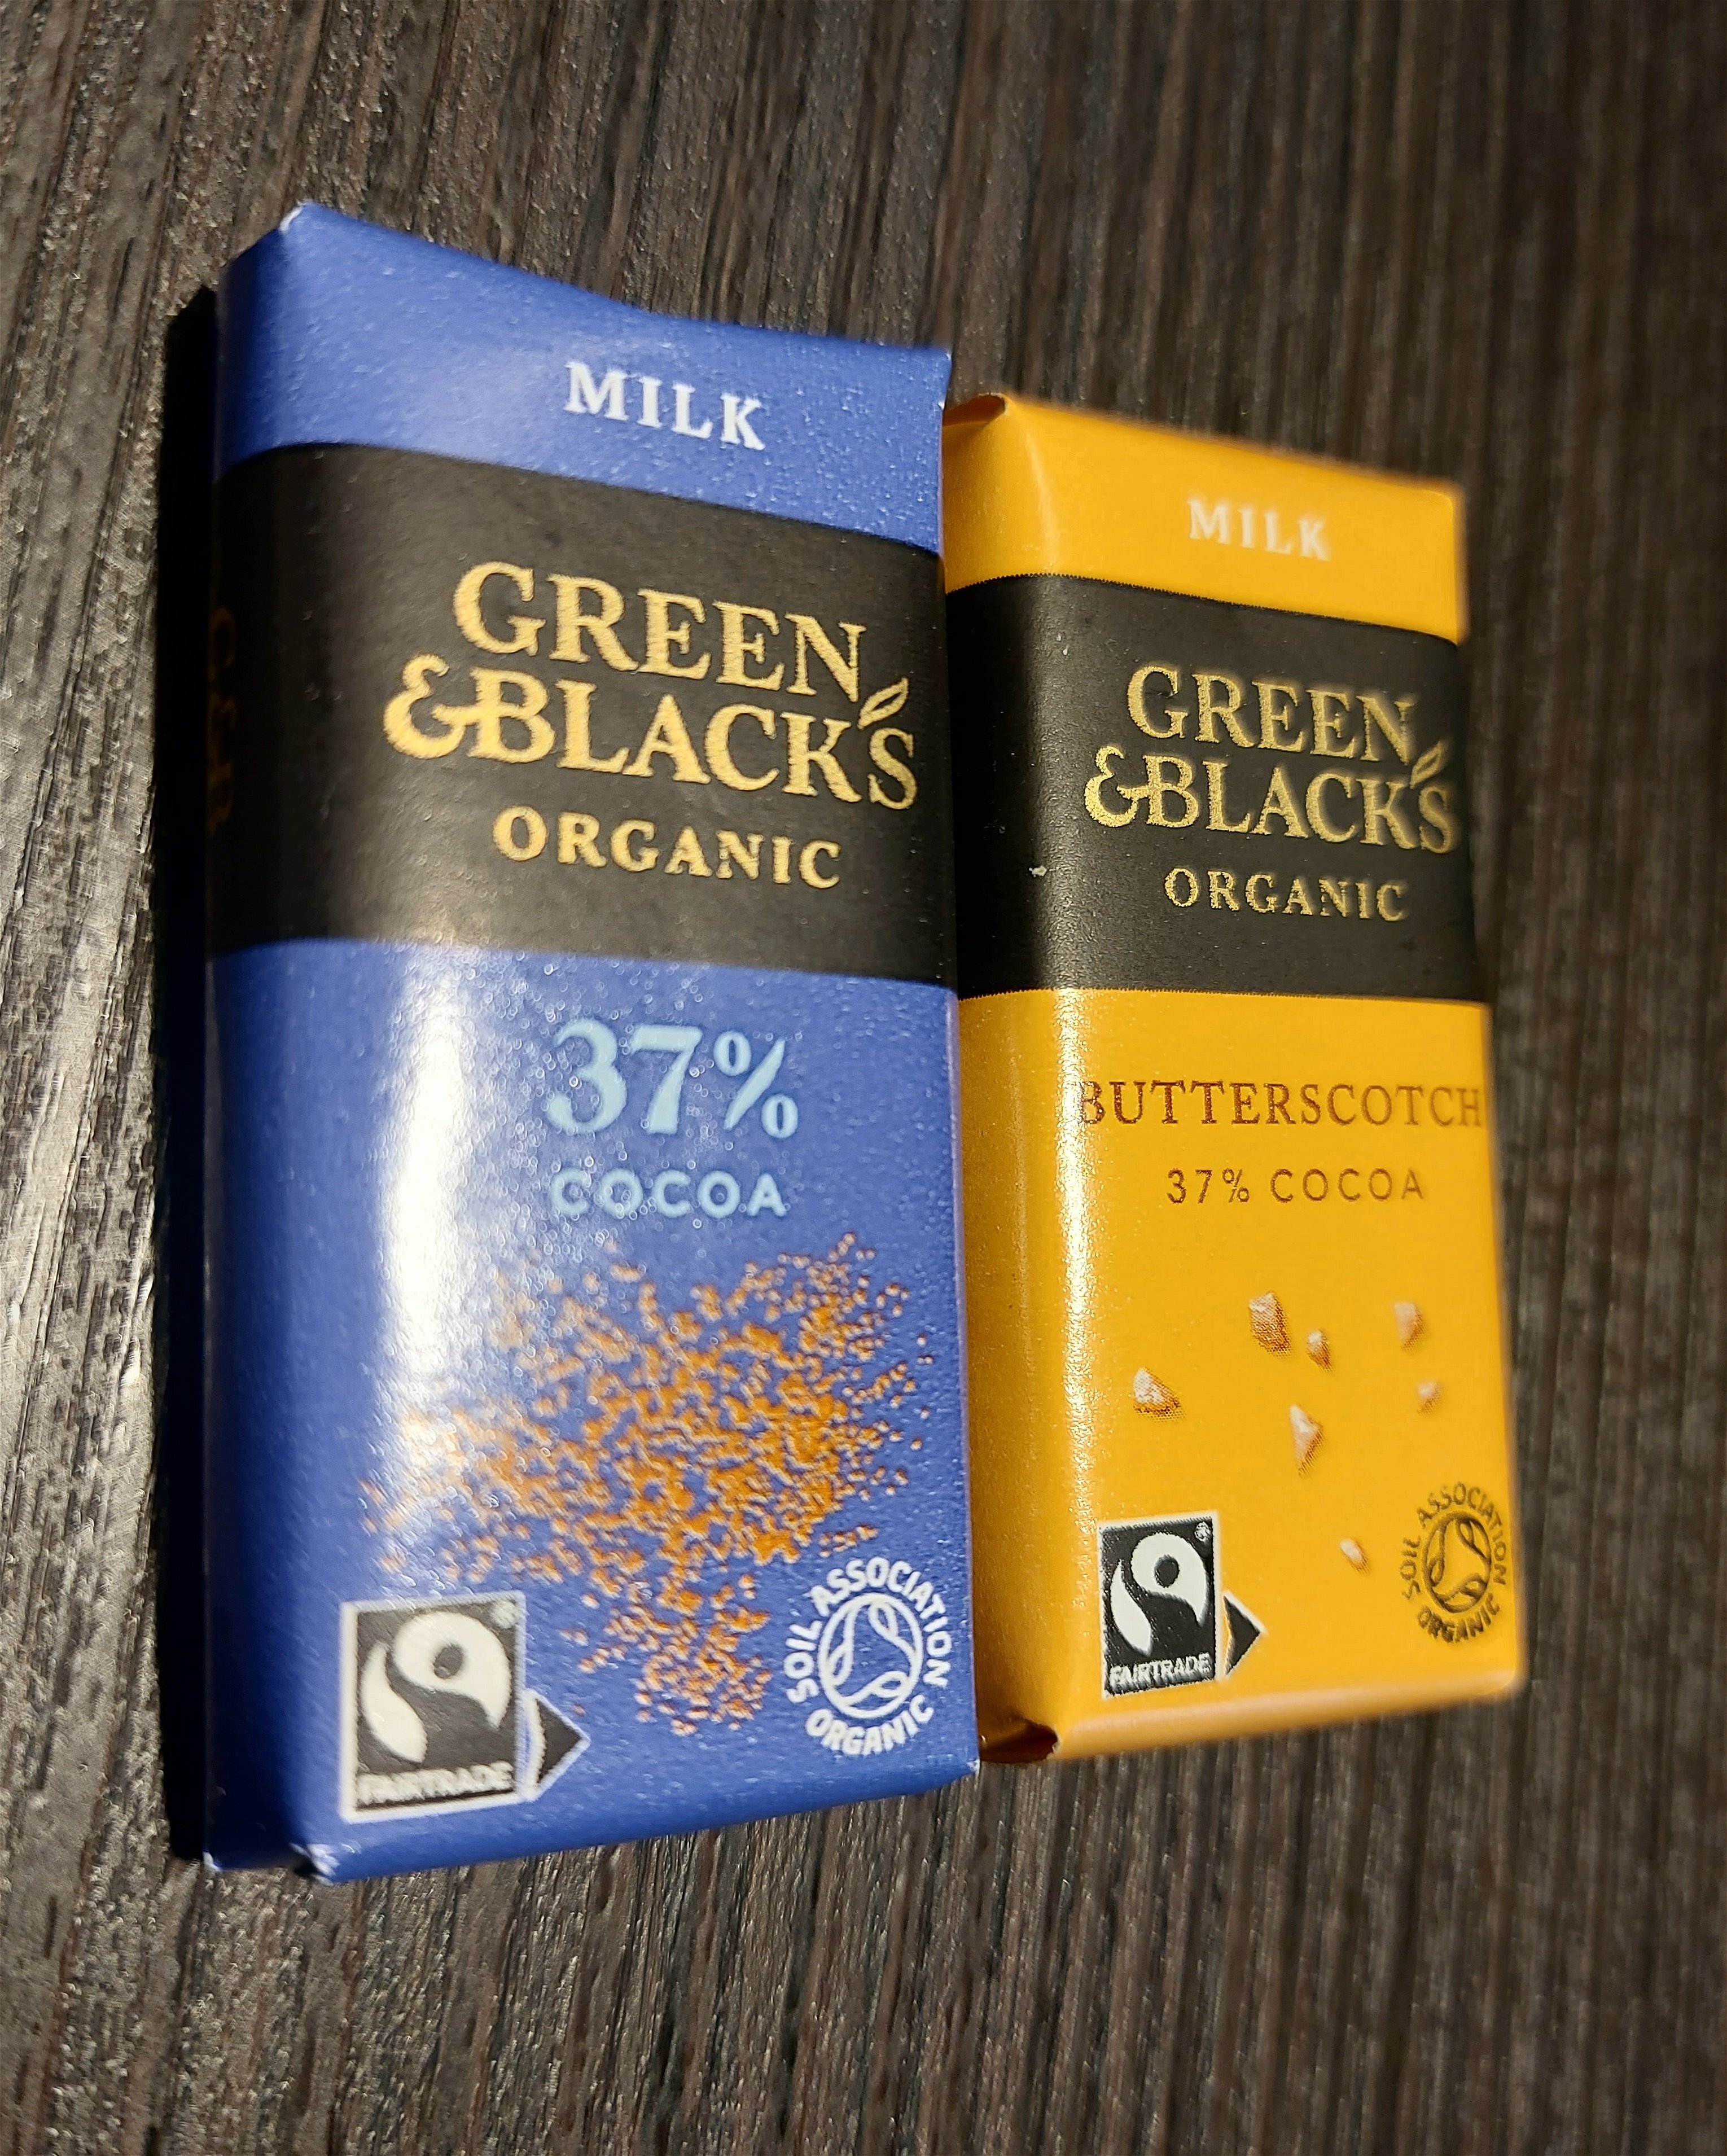 MILK
GREEN
&BLACK'S
ORGANIC
37%
COCOA
FAIRTRADE
SOIL ASSOCIATION
ORGANIC
MILK
GREEN
&BLACK'S
ORGANIC
BUTTERSCOTCH
37% COCOA
FAIRTRADE
SOIL ASSOCIATION
ORGANIC